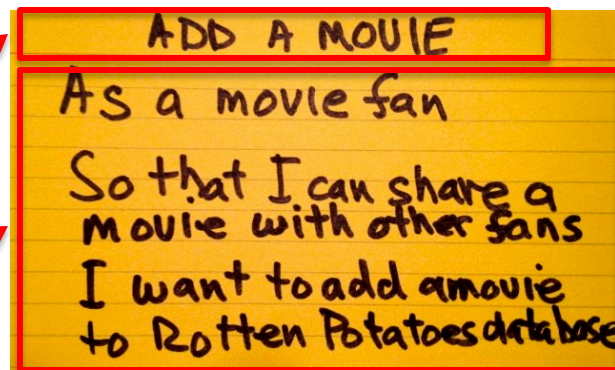 ADD A MOVIE
As a movie fan
So that I can share a
movie with other fans
I want to add a movie
to Rotten Potatoes database